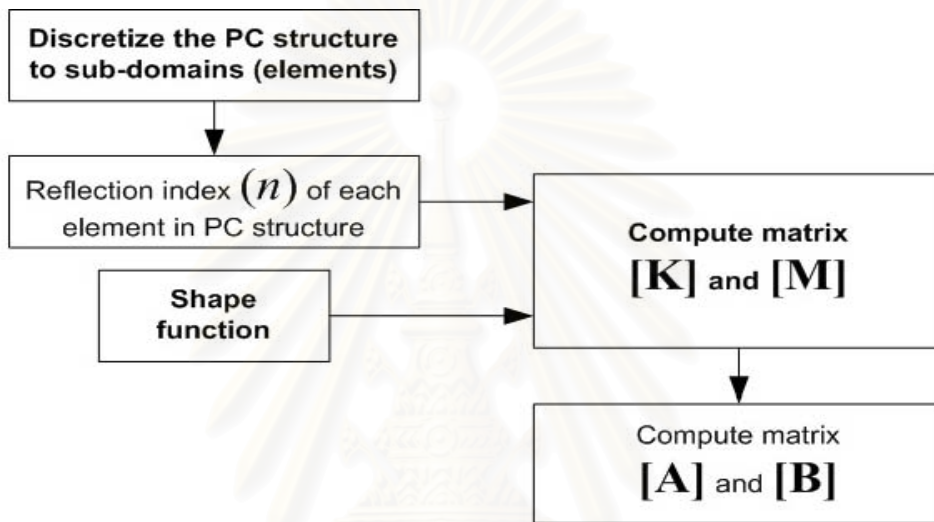 Discretize the PC structure
to sub-domains (elements)
Reflection index (n) of each
element in PC structure
Shape
function
Compute matrix
[K] and [M]
Compute matrix
[A] and [B]